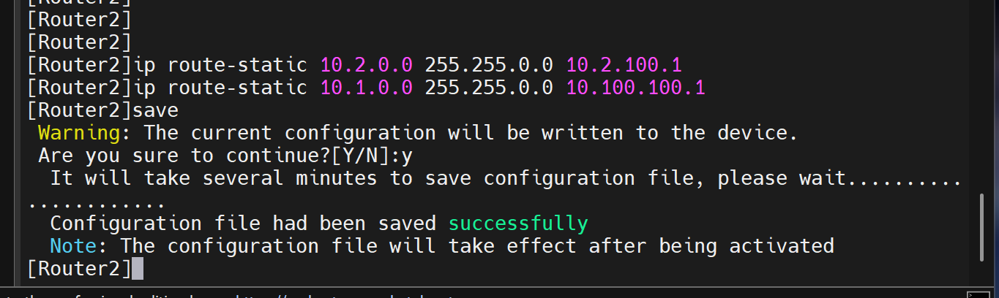 [Router2]
[Router2]
[Router2]
[Router2]ip route-static 10.2.0.0 255.255.0.0 10.2.100.1
[Router2]ip route-static 10.1.0.0 255.255.0.0 10.100.100.1
[Router2]save
Warning: The current configuration will be written to the device.
Are you sure to continue?[Y/N]:y
It will take several minutes to save configuration file, please wait..........
............
Configuration file had been saved successfully
Note: The configuration file will take effect after being activated
[Router2]